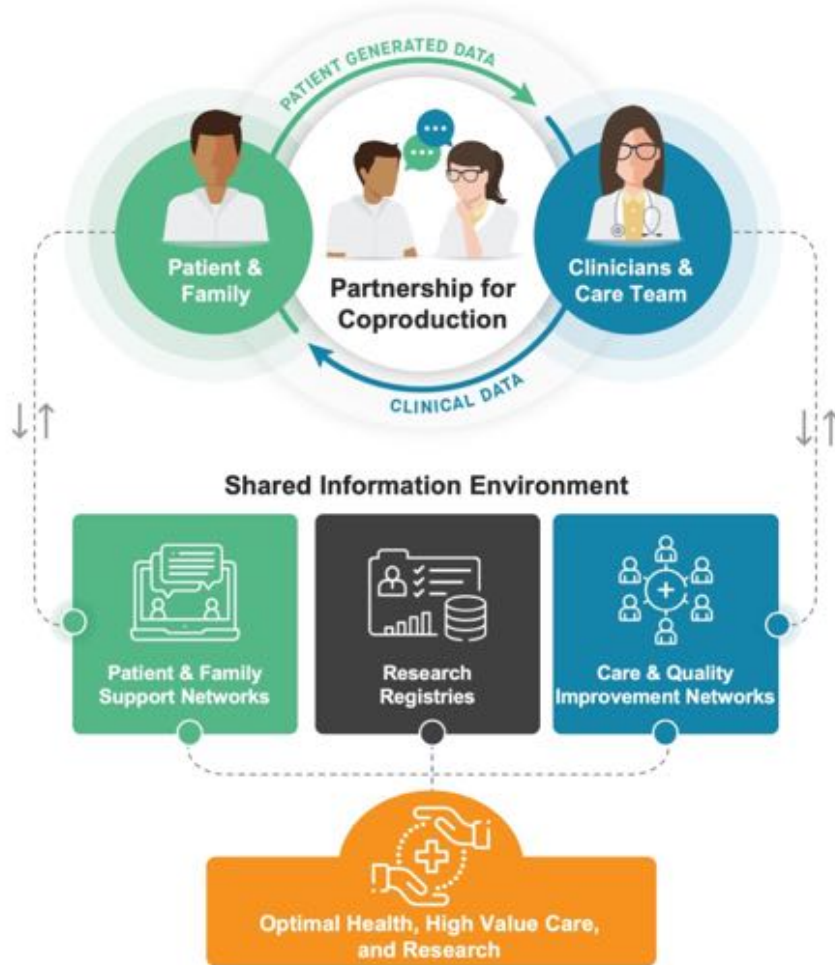 PATIENT GENERATED DATA
Patient &
Family
Partnership for
Coproduction
Clinicians &
Care Team
CLINICAL DATA
Shared Information Environment
Patient & Family
Support Networks
Research
Registries
Care & Quality
Improvement Networks
Optimal Health, High Value Care,
and Research